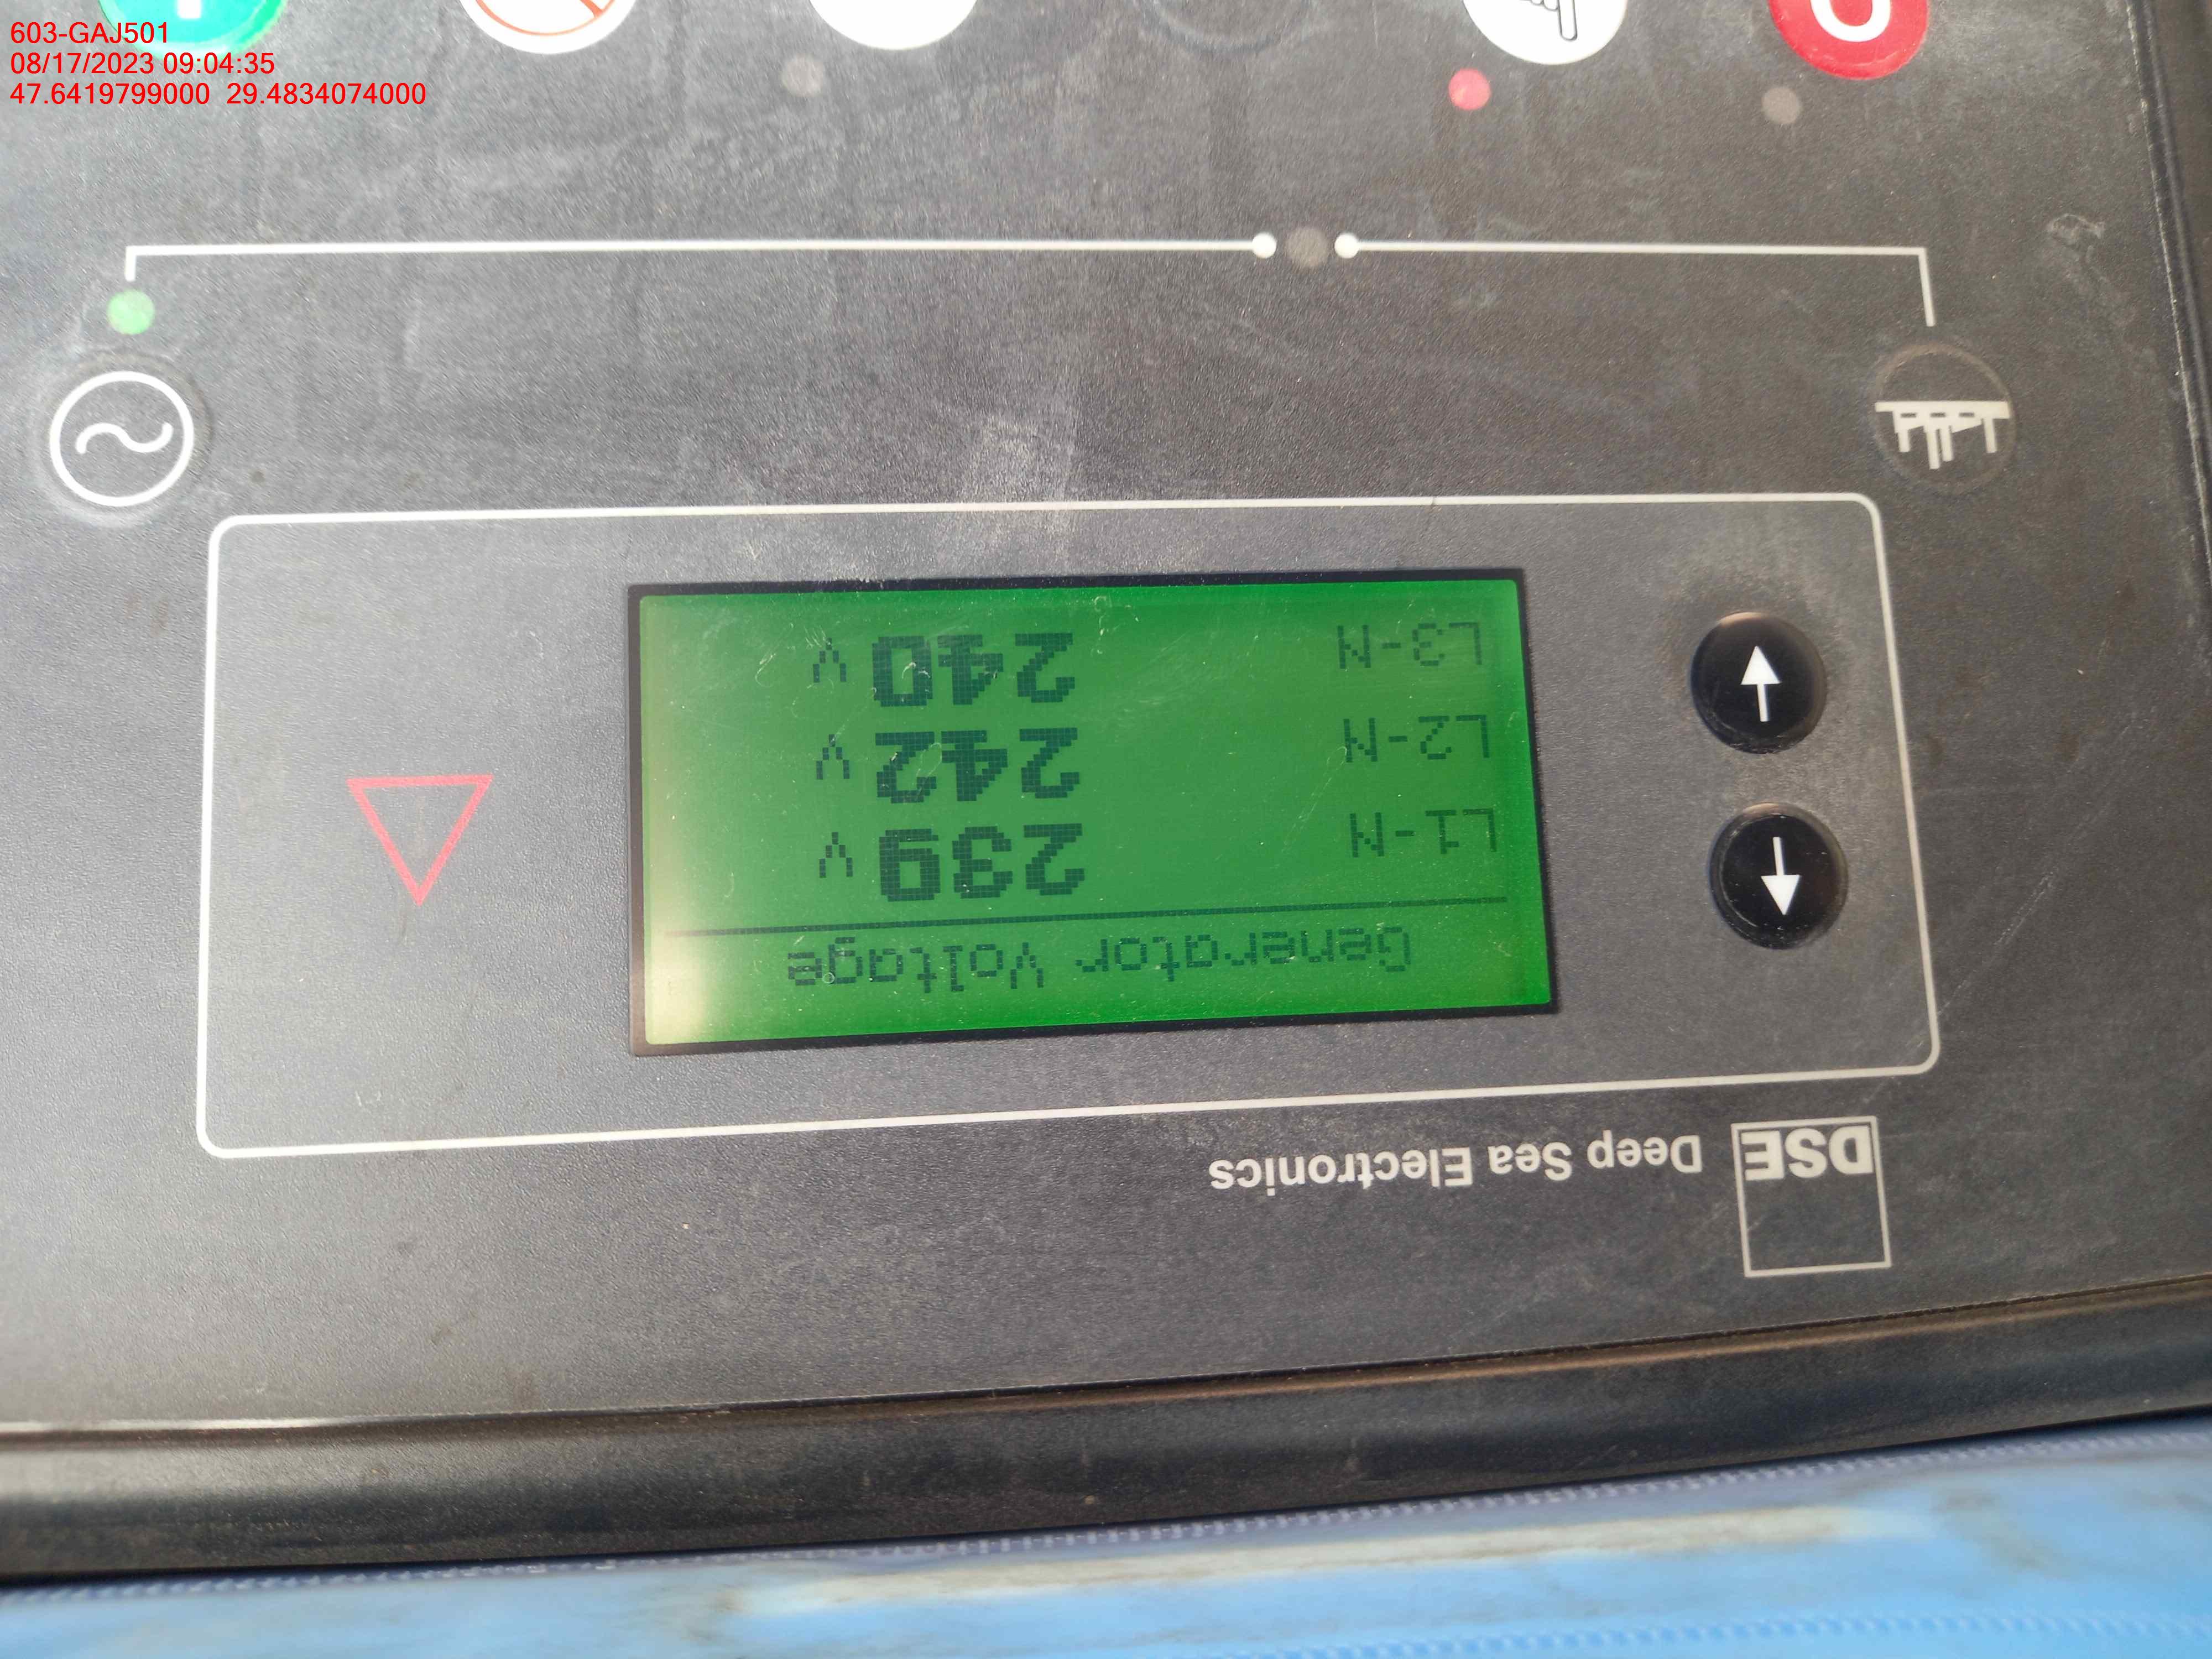 603-GAJ501
08/17/2023 09:04:35
47.6419799000 29.4834074000
DSE Deep Sea Electronics
Generator Voltage
L1-N 239 V
L2-N 242 V
L3-N 240 V